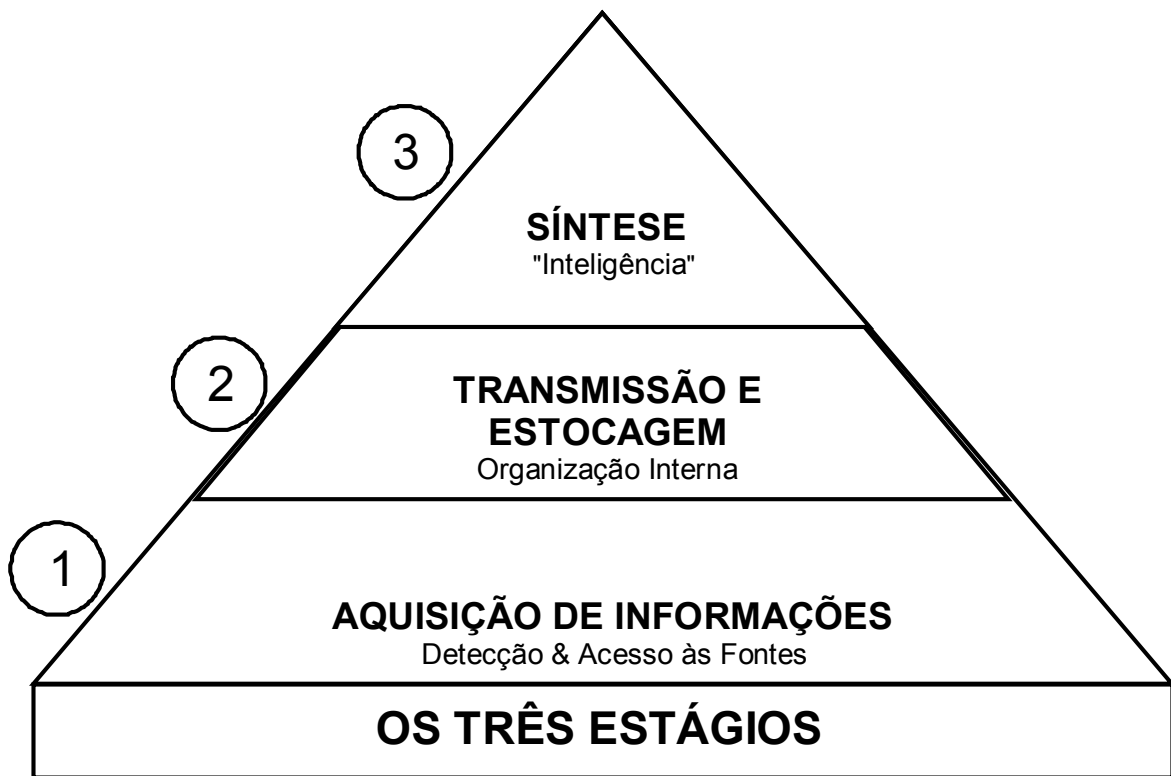 3
SÍNTESE
"Inteligência"
2
TRANSMISSÃO E
ESTOCAGEM
Organização Interna
1
AQUISIÇÃO DE INFORMAÇÕES
Detecção & Acesso às Fontes
OS TRÊS ESTÁGIOS